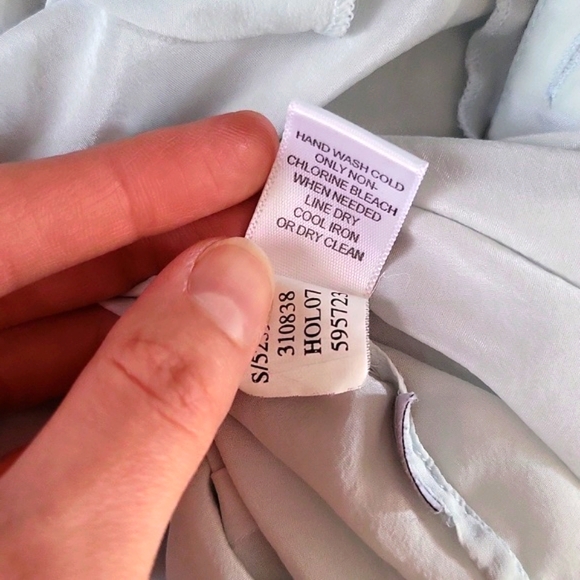 HAND WASH COLD
ONLY NON-
CHLORINE BLEACH
WHEN NEEDED
LINE DRY
COOL IRON
OR DRY CLEAN
310838
HOL07